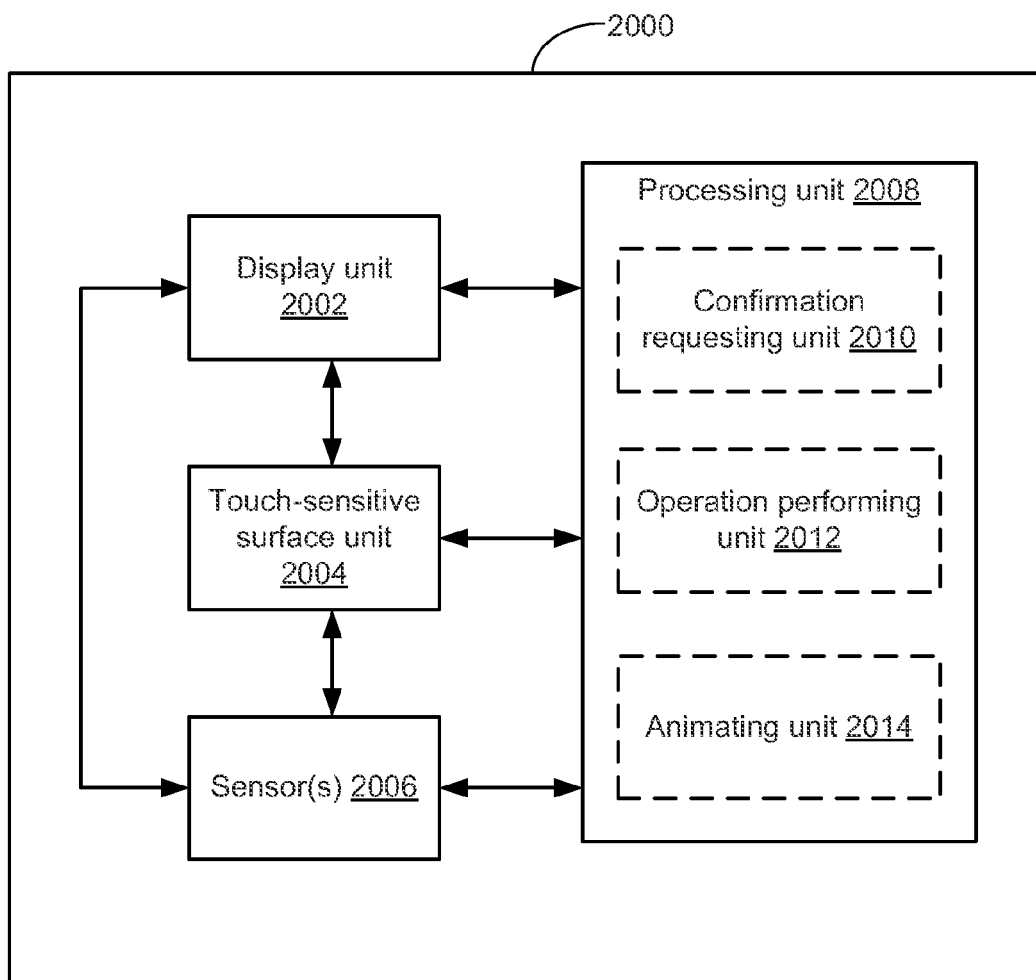 2000
Processing unit 2008
Display unit
2002
Confirmation
requesting unit 2010
Touch-sensitive
surface unit
2004
Operation performing
unit 2012
Sensor(s) 2006
Animating unit 2014